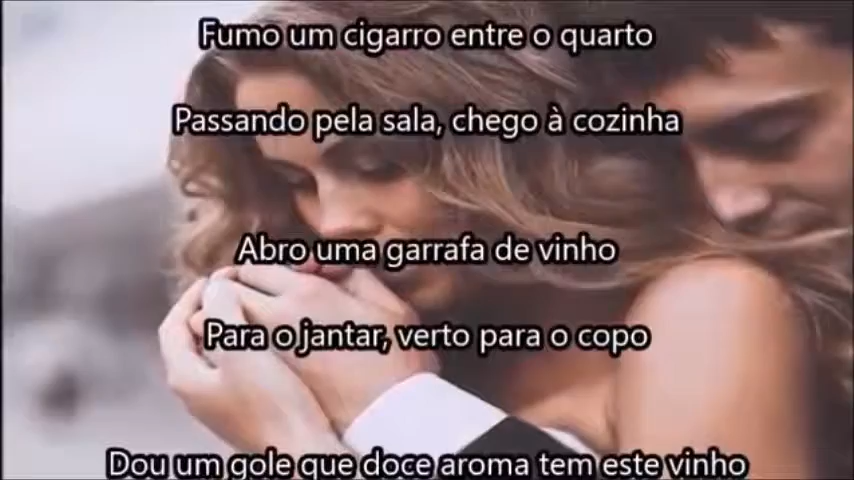 Fumo um cigarro entre o quarto
Passando pela sala, chego à cozinha
Abro uma garrafa de vinho
Para o jantar, verto para o copo
Dou um gole que doce aroma tem este vinho